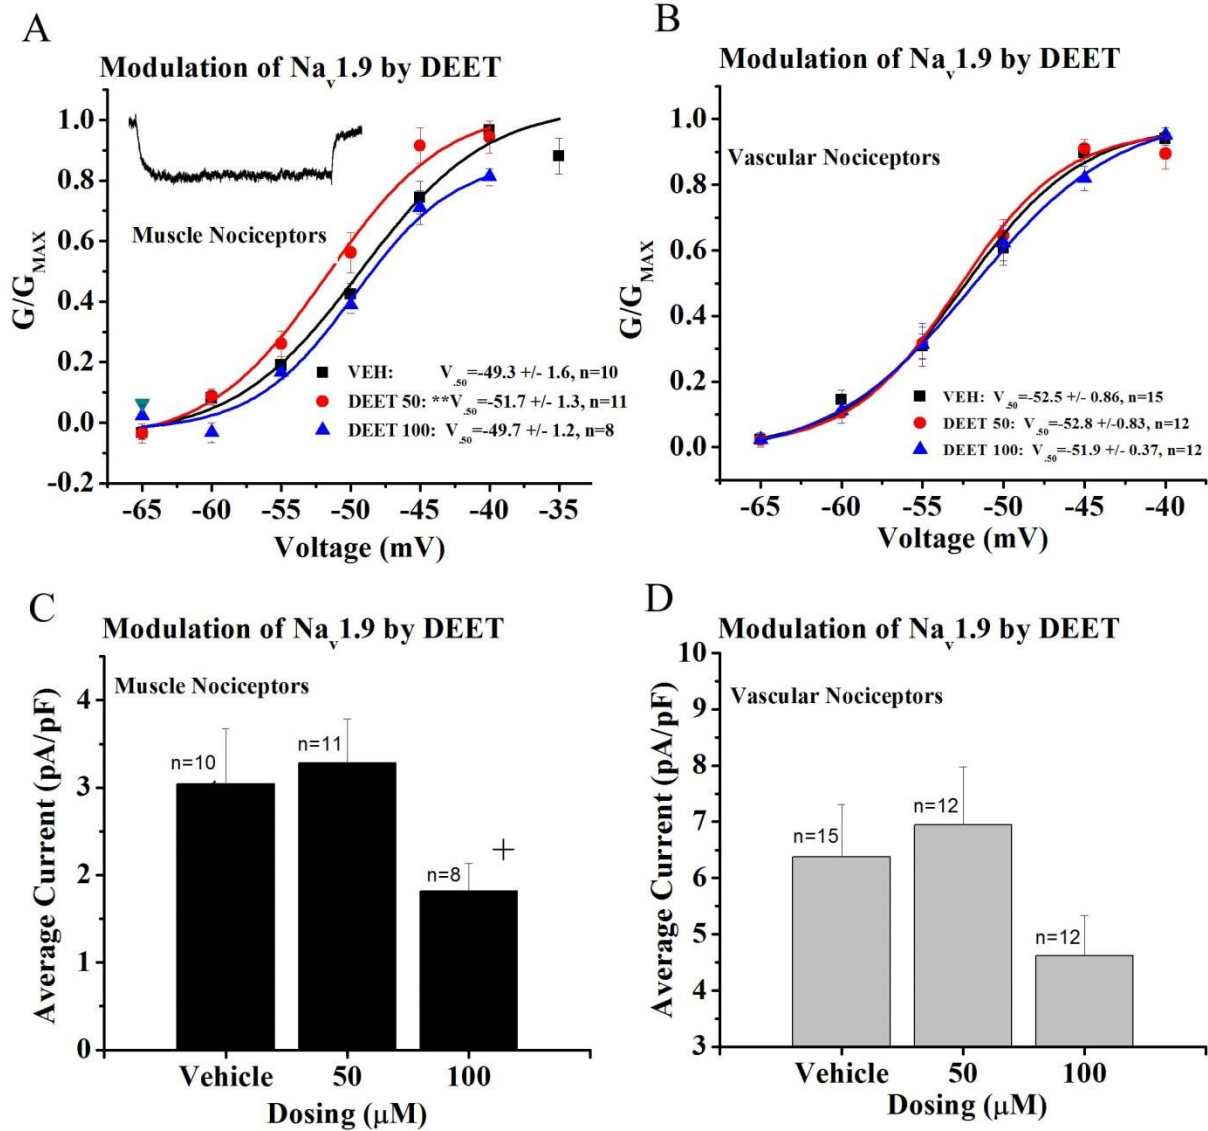 A
Modulation of Nav1.9 by DEET
G/GMAX
1.0
0.8
0.6
0.4
0.2
0.0
-0.2
Muscle Nociceptors
VEH: V.50=-49.3 +/- 1.6, n=10
DEET 50: **V.50=-51.7 +/- 1.3, n=11
DEET 100: V.50=-49.7 +/- 1.2, n=8
-65 -60 -55 -50 -45 -40 -35
Voltage (mV)
B
Modulation of Nav1.9 by DEET
G/GMAX
1.0
0.8
0.6
0.4
0.2
0.0
Vascular Nociceptors
VEH: V.50=-52.5 +/- 0.86, n=15
DEET 50: V.50=-52.8 +/-0.83, n=12
DEET 100: V.50=-51.9 +/- 0.37, n=12
-65 -60 -55 -50 -45 -40
Voltage (mV)
C
Modulation of Nav1.9 by DEET
Average Current (pA/pF)
4
3
2
1
0
Muscle Nociceptors
n=10
n=11
n=8
+
Vehicle 50 100
Dosing (μM)
D
Modulation of Nav1.9 by DEET
Average Current (pA/pF)
10
9
8
7
6
5
4
3
Vascular Nociceptors
n=15
n=12
n=12
Vehicle 50 100
Dosing (μM)